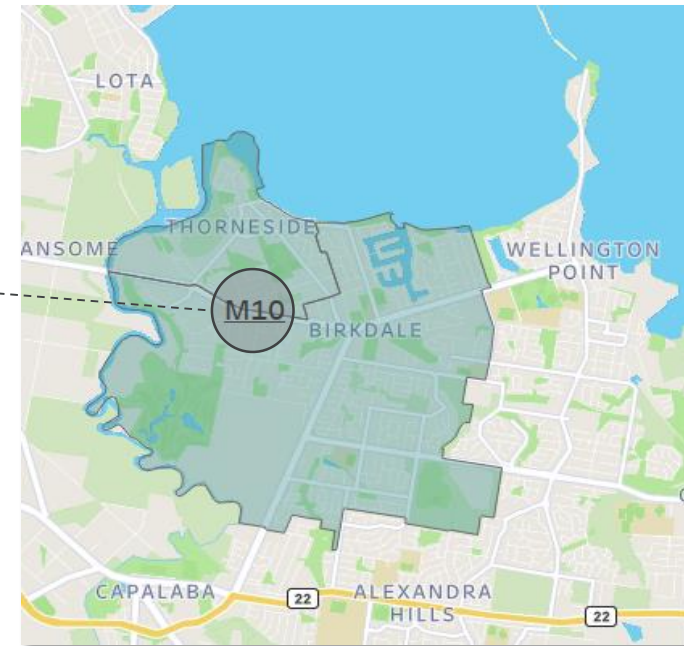 LOTA
THORNESIDE
ANSOME
WELLINGTON
POINT
M10
BIRKDALE
CAPALABA
22
ALEXANDRA
HILLS
22